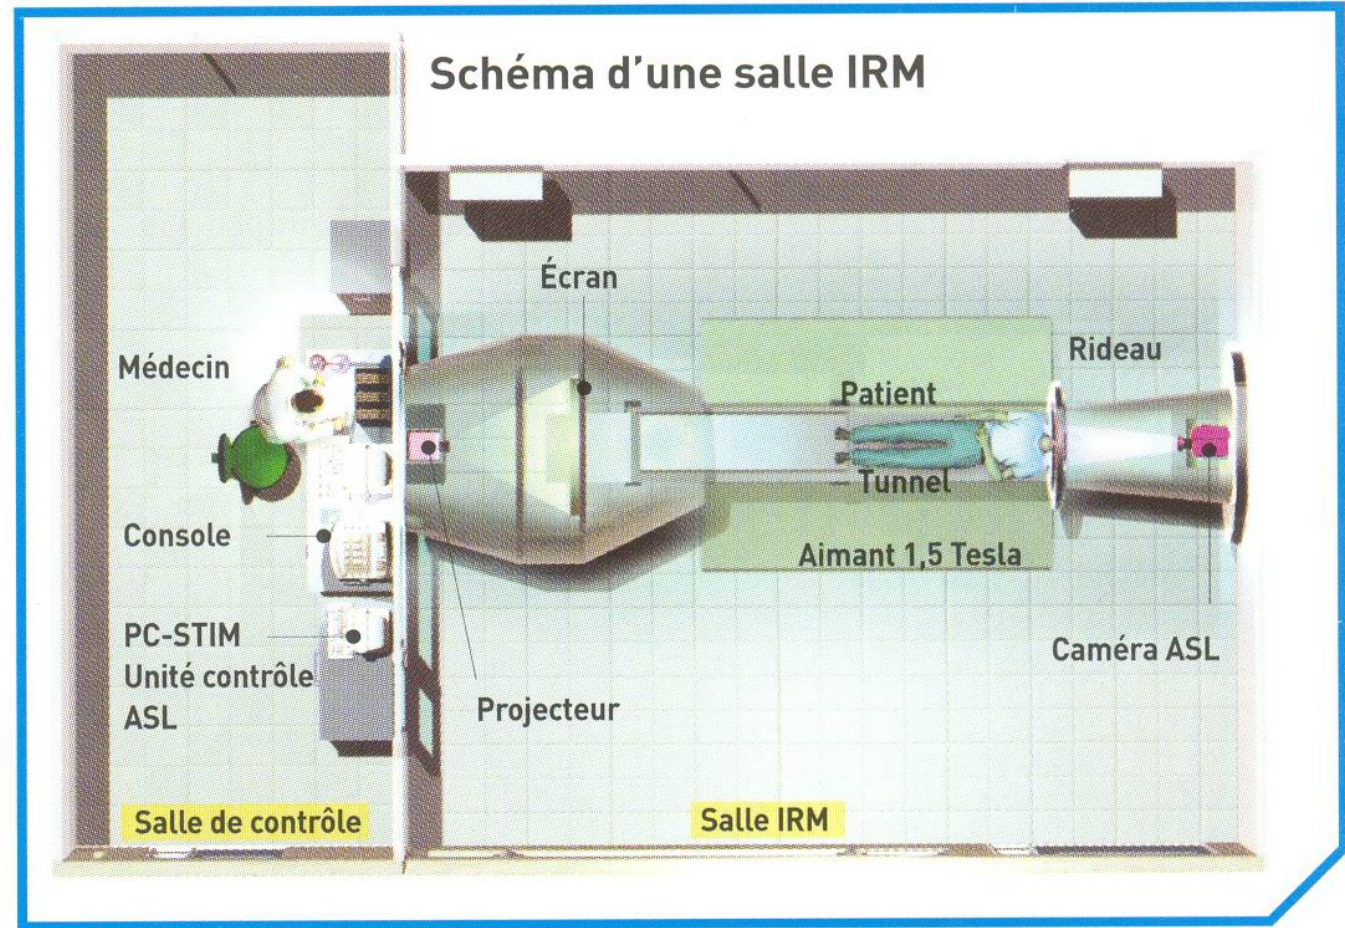 Schéma d'une salle IRM
Écran
Médecin
Rideau
Patient
Tunnel
Console
Aimant 1,5 Tesla
PC-STIM
Unité contrôle
ASL
Caméra ASL
Projecteur
Salle de contrôle
Salle IRM